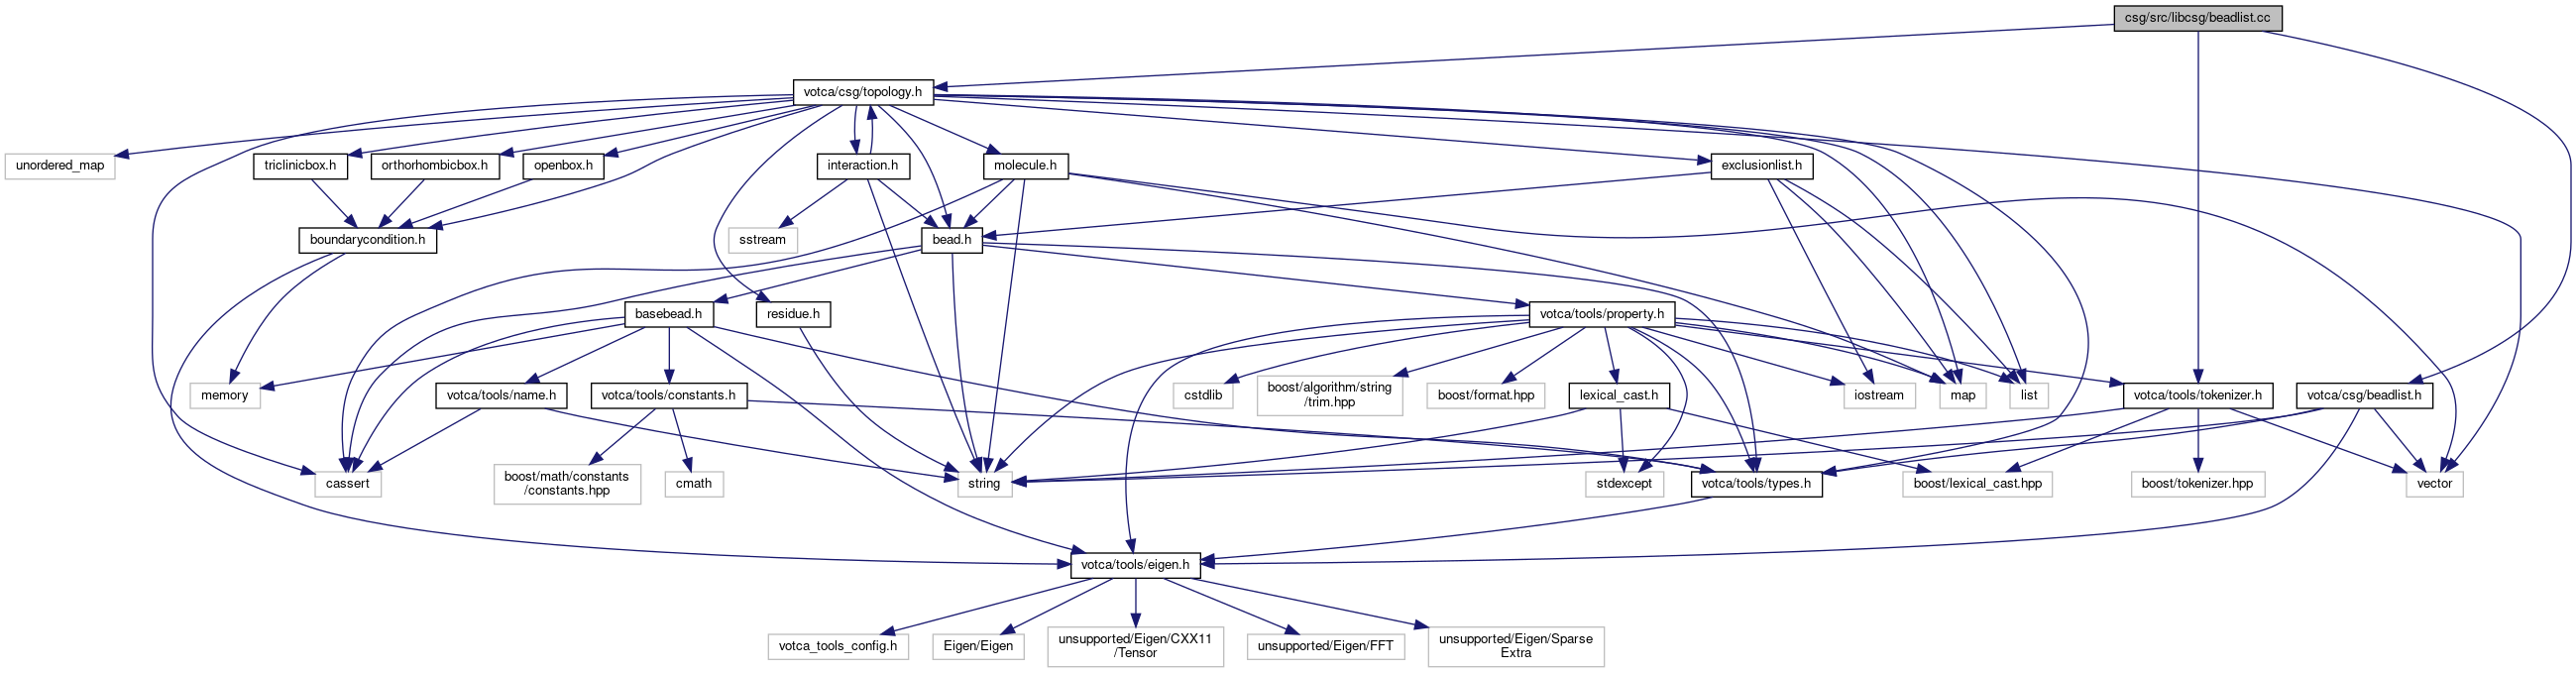 csg/src/libcsg/beadlist.cc
votca/csg/topology.h
unordered_map
triclinicbox.h
orthorhombicbox.h
openbox.h
interaction.h
molecule.h
exclusionlist.h
boundarycondition.h
sstream
bead.h
basebead.h
residue.h
votca/tools/property.h
memory
votca/tools/name.h
votca/tools/constants.h
cstdlib
boost/algorithm/string
/trim.hpp
boost/format.hpp
lexical_cast.h
iostream
map
list
votca/tools/tokenizer.h
votca/csg/beadlist.h
cassert
boost/math/constants
/constants.hpp
cmath
string
stdexcept
votca/tools/types.h
boost/lexical_cast.hpp
boost/tokenizer.hpp
vector
votca/tools/eigen.h
votca_tools_config.h
Eigen/Eigen
unsupported/Eigen/CXX11
/Tensor
unsupported/Eigen/FFT
unsupported/Eigen/Sparse
Extra